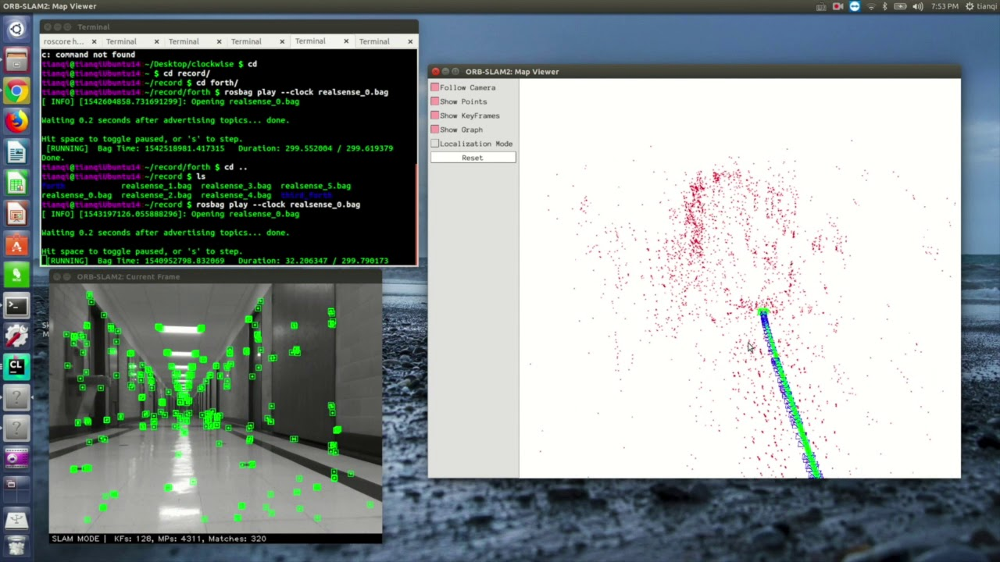 ORB-SLAM2: Map Viewer
7:53 PM
tianqi
Terminal
roscore h...
Terminal
Terminal
Terminal
Terminal
Terminal
c: command not found
tianqi@tianqiUbuntu14 ~/Desktop/clockwise $ cd
tianqi@tianqiUbuntu14 ~ $ cd record/
tianqi@tianqiUbuntu14 ~/record $ cd forth/
tianqi@tianqiUbuntu14 ~/record/forth $ rosbag play --clock realsense_0.bag
[ INFO] [1542604858.731691299]: Opening realsense_0.bag
Waiting 0.2 seconds after advertising topics... done.
Hit space to toggle paused, or 's' to step.
[RUNNING]  Bag Time: 1542518981.417315   Duration: 299.552004 / 299.619379
Done.
tianqi@tianqiUbuntu14 ~/record/forth $ cd ..
tianqi@tianqiUbuntu14 ~/record $ ls
forth            realsense_1.bag  realsense_3.bag  realsense_5.bag
realsense_0.bag  realsense_2.bag  realsense_4.bag  third_forth
tianqi@tianqiUbuntu14 ~/record $ rosbag play --clock realsense_0.bag
[ INFO] [1543197126.055888296]: Opening realsense_0.bag
Waiting 0.2 seconds after advertising topics... done.
Hit space to toggle paused, or 's' to step.
[RUNNING]  Bag Time: 1540952798.832069   Duration: 32.206347 / 299.790173
ORB-SLAM2: Current Frame
SLAM MODE |  KFs: 128, MPs: 4311, Matches: 320
ORB-SLAM2: Map Viewer
Follow Camera
Show Points
Show KeyFrames
Show Graph
Localization Mode
Reset
CL